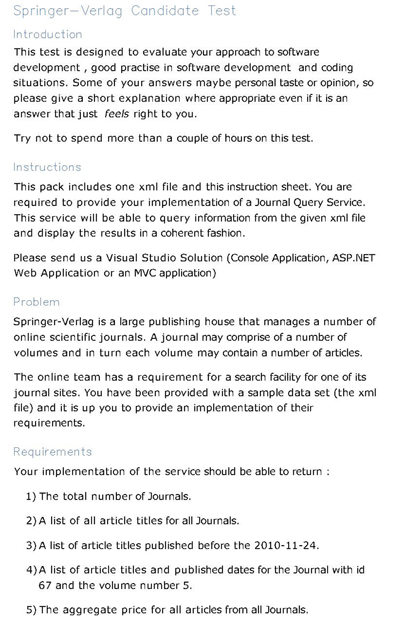 Springer-Verlag Candidate Test
Introduction
This test is designed to evaluate your approach to software
development , good practise in software development and coding
situations. Some of your answers maybe personal taste or opinion, so
please give a short explanation where appropriate even if it is an
answer that just feels right to you.
Try not to spend more than a couple of hours on this test.
Instructions
This pack includes one xml file and this instruction sheet. You are
required to provide your implementation of a Journal Query Service.
This service will be able to query information from the given xml file
and display the results in a coherent fashion.
Please send us a Visual Studio Solution (Console Application, ASP.NET
Web Application or an MVC application)
Problem
Springer-Verlag is a large publishing house that manages a number of
online scientific journals. A journal may comprise of a number of
volumes and in turn each volume may contain a number of articles.
The online team has a requirement for a search facility for one of its
journal sites. You have been provided with a sample data set (the xml
file) and it is up you to provide an implementation of their
requirements.
Requirements
Your implementation of the service should be able to return :
1) The total number of Journals.
2) A list of all article titles for all Journals.
3) A list of article titles published before the 2010-11-24.
4) A list of article titles and published dates for the Journal with id
67 and the volume number 5.
5) The aggregate price for all articles from all Journals.